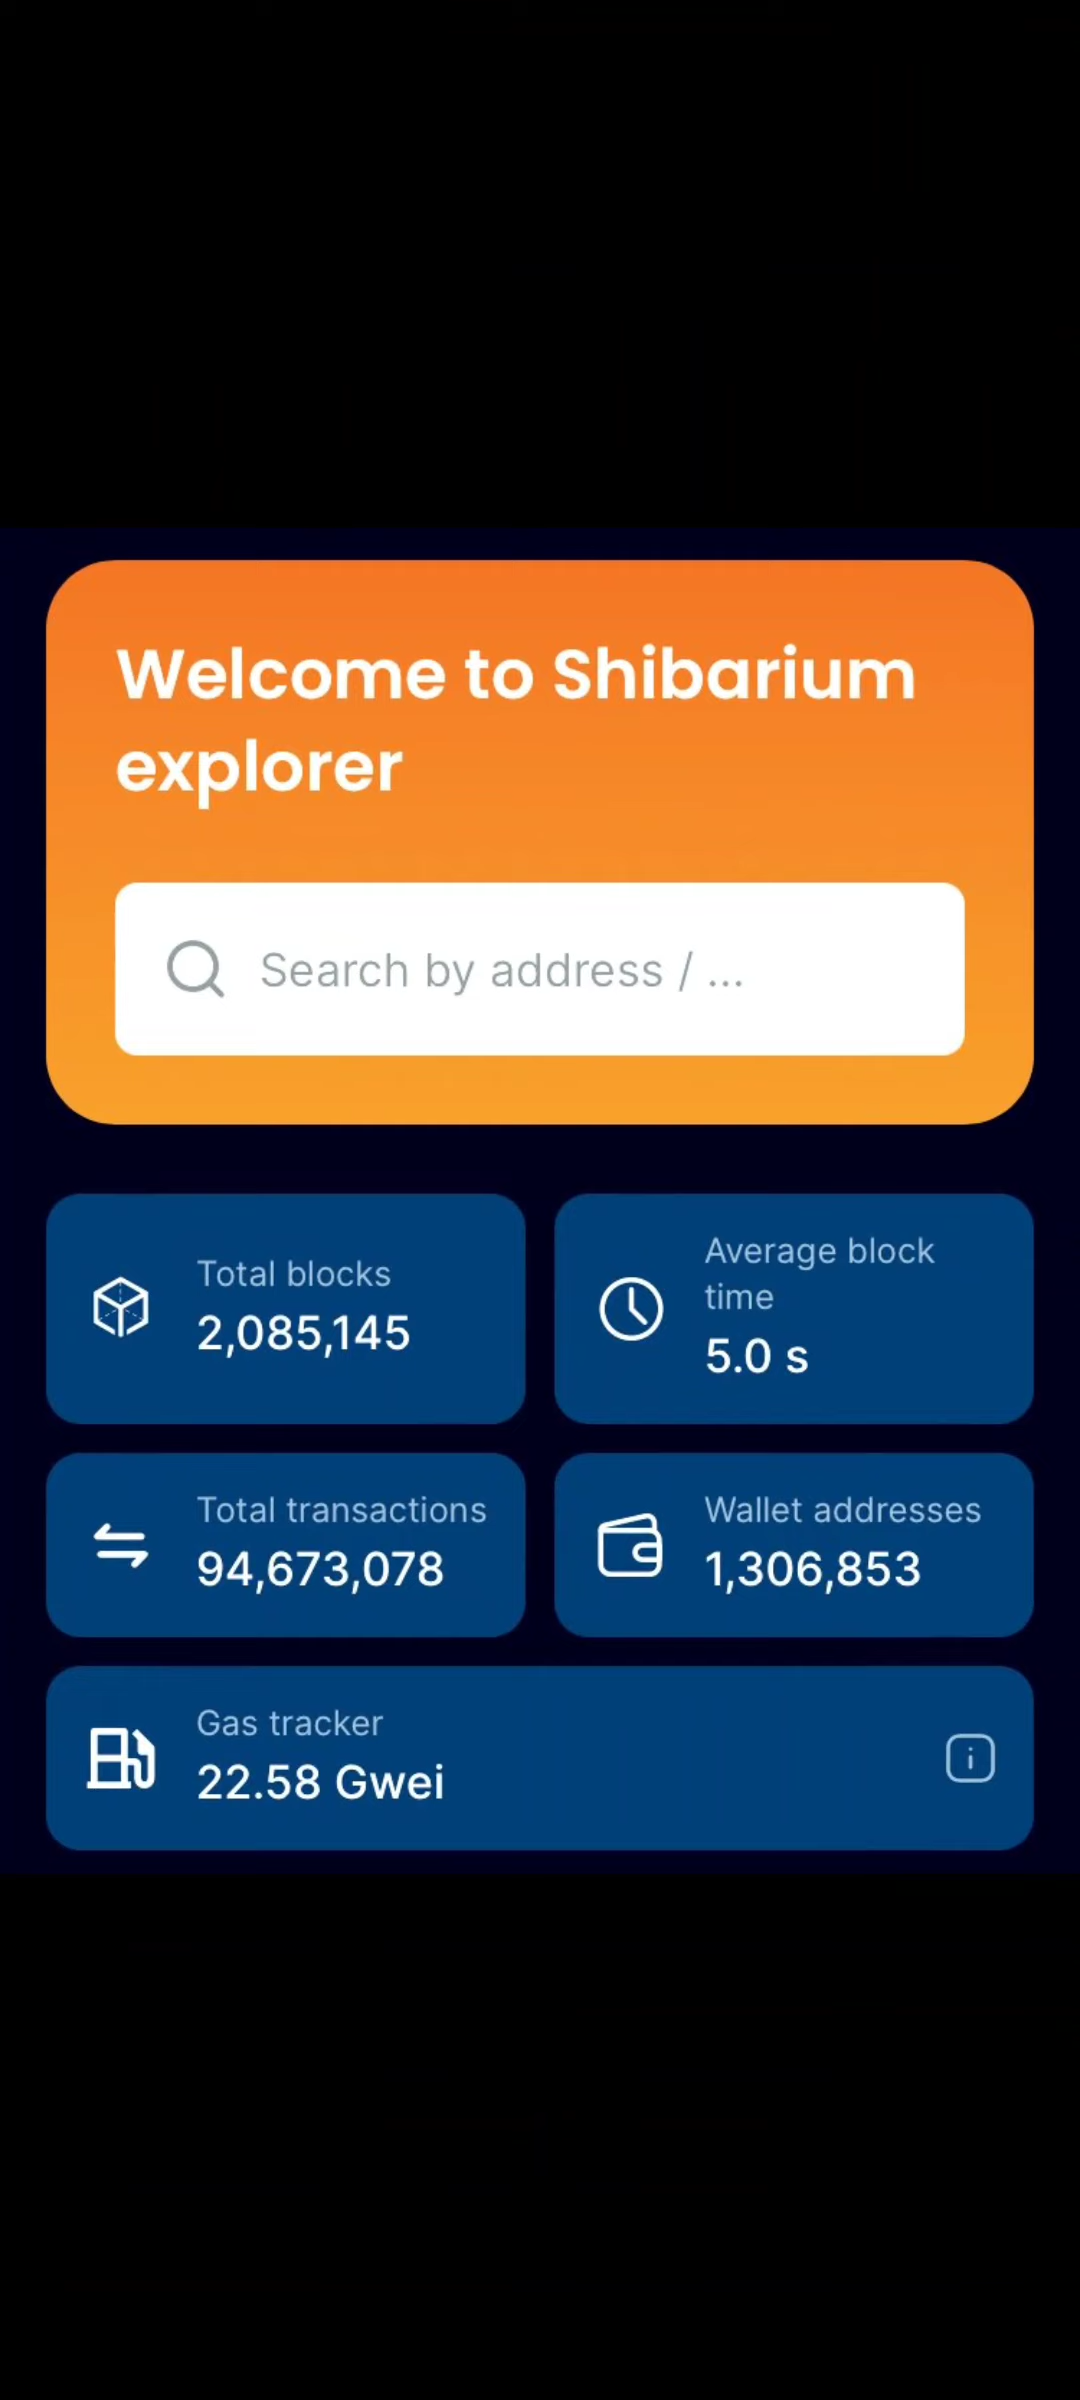 Welcome to Shibarium
explorer
Search by address / ...
Total blocks
2,085,145
Average block
time
5.0 s
Total transactions
94,673,078
Wallet addresses
1,306,853
Gas tracker
22.58 Gwei